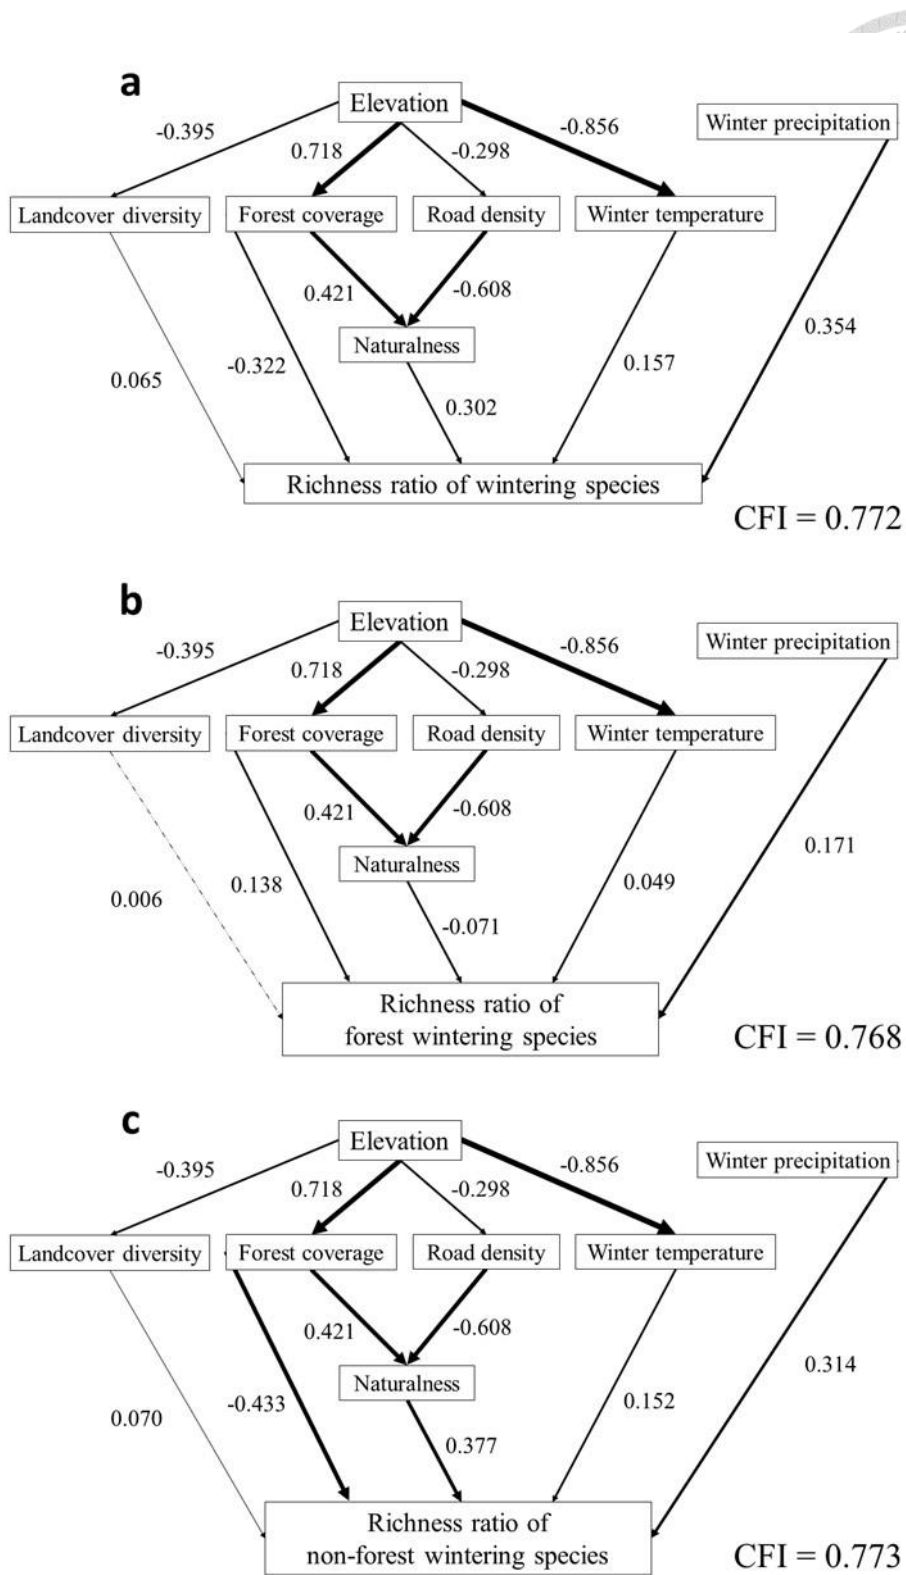 a
Elevation
Winter precipitation
-0.395
0.718
-0.298
-0.856
Landcover diversity
Forest coverage
Road density
Winter temperature
0.421
-0.608
0.354
Naturalness
0.065
-0.322
0.302
0.157
Richness ratio of wintering species
CFI = 0.772
b
Elevation
Winter precipitation
-0.395
0.718
-0.298
-0.856
Landcover diversity
Forest coverage
Road density
Winter temperature
0.421
-0.608
0.171
Naturalness
0.006
0.138
-0.071
0.049
Richness ratio of
forest wintering species
CFI = 0.768
c
Elevation
Winter precipitation
-0.395
0.718
-0.298
-0.856
Landcover diversity
Forest coverage
Road density
Winter temperature
0.421
-0.608
0.314
Naturalness
0.070
-0.433
0.377
0.152
Richness ratio of
non-forest wintering species
CFI = 0.773